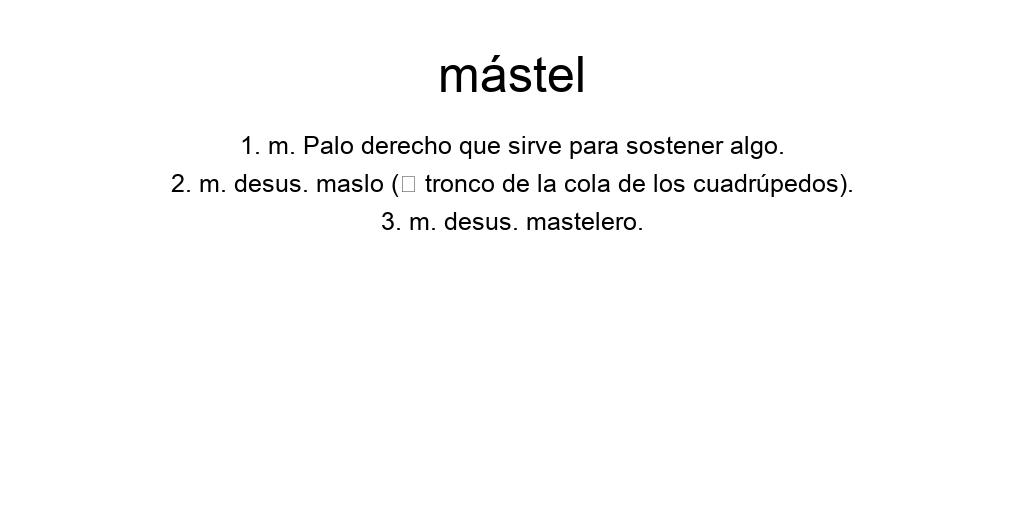 mástel
1. m. Palo derecho que sirve para sostener algo.
2. m. desus. maslo (□ tronco de la cola de los cuadrúpedos).
3. m. desus. mastelero.